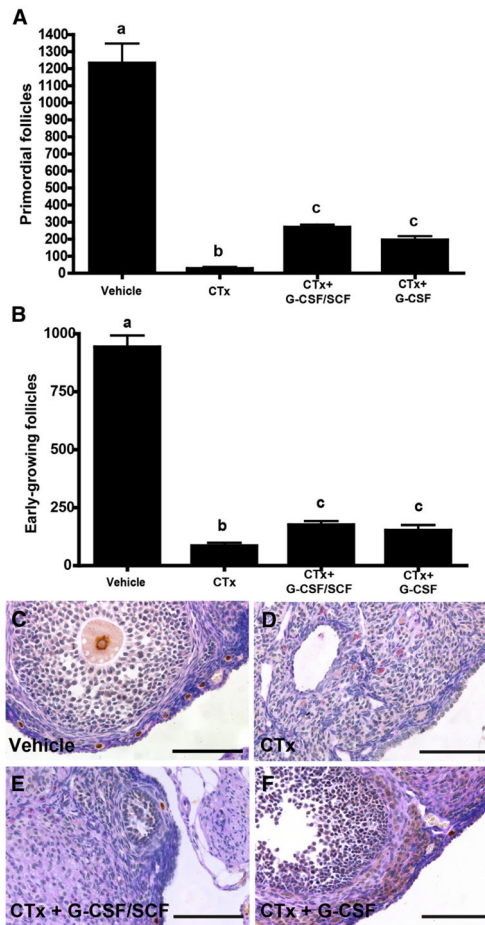 A
a
1400
1300
1200
1100
1000
900
800
700
600
500
400
300
200
100
0
Primordial follicles
b
c
c
Vehicle
CTx
CTx+
G-CSF/SCF
CTx+
G-CSF
B
a
1000
750
500
250
0
Early-growing follicles
b
c
c
Vehicle
CTx
CTx+
G-CSF/SCF
CTx+
G-CSF
C
Vehicle
D
CTx
E
CTx + G-CSF/SCF
F
CTx + G-CSF